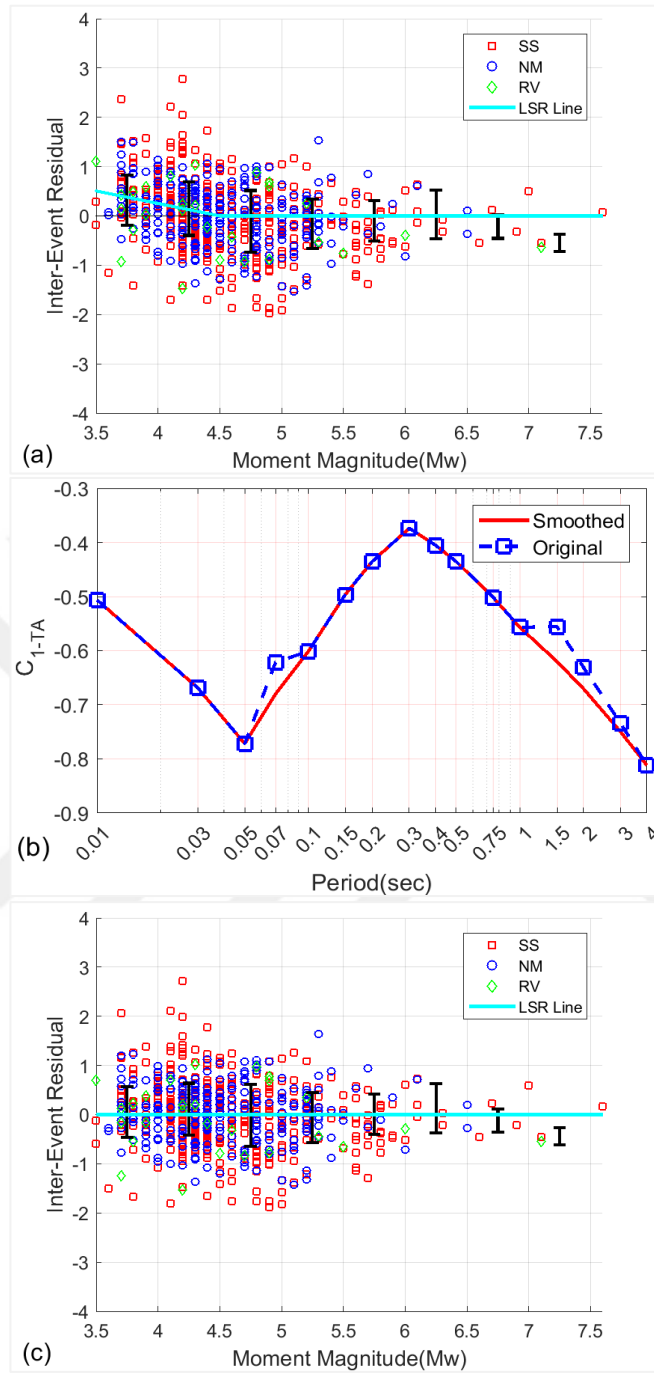 4
3
2
1
0
-1
-2
-3
-4
Inter-Event Residual
SS
NM
RV
LSR Line
3.5 4 4.5 5 5.5 6 6.5 7 7.5
Moment Magnitude(Mw)
(a)
-0.3
-0.4
-0.5
-0.6
-0.7
-0.8
-0.9
C1-TA
Smoothed
Original
0.01 0.03 0.05 0.07 0.1 0.15 0.2 0.3 0.4 0.5 0.75 1 1.5 2 3 4
Period(sec)
(b)
4
3
2
1
0
-1
-2
-3
-4
Inter-Event Residual
SS
NM
RV
LSR Line
3.5 4 4.5 5 5.5 6 6.5 7 7.5
Moment Magnitude(Mw)
(c)